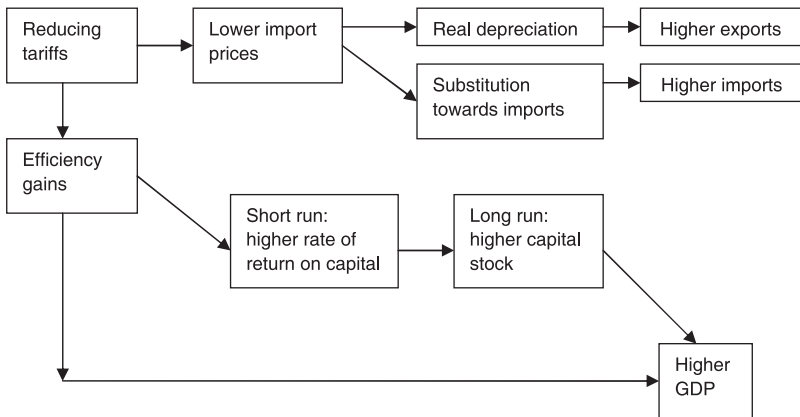 Reducing
tariffs
Lower import
prices
Real depreciation
Higher exports
Substitution
towards imports
Higher imports
Efficiency
gains
Short run:
higher rate of
return on capital
Long run:
higher capital
stock
Higher
GDP